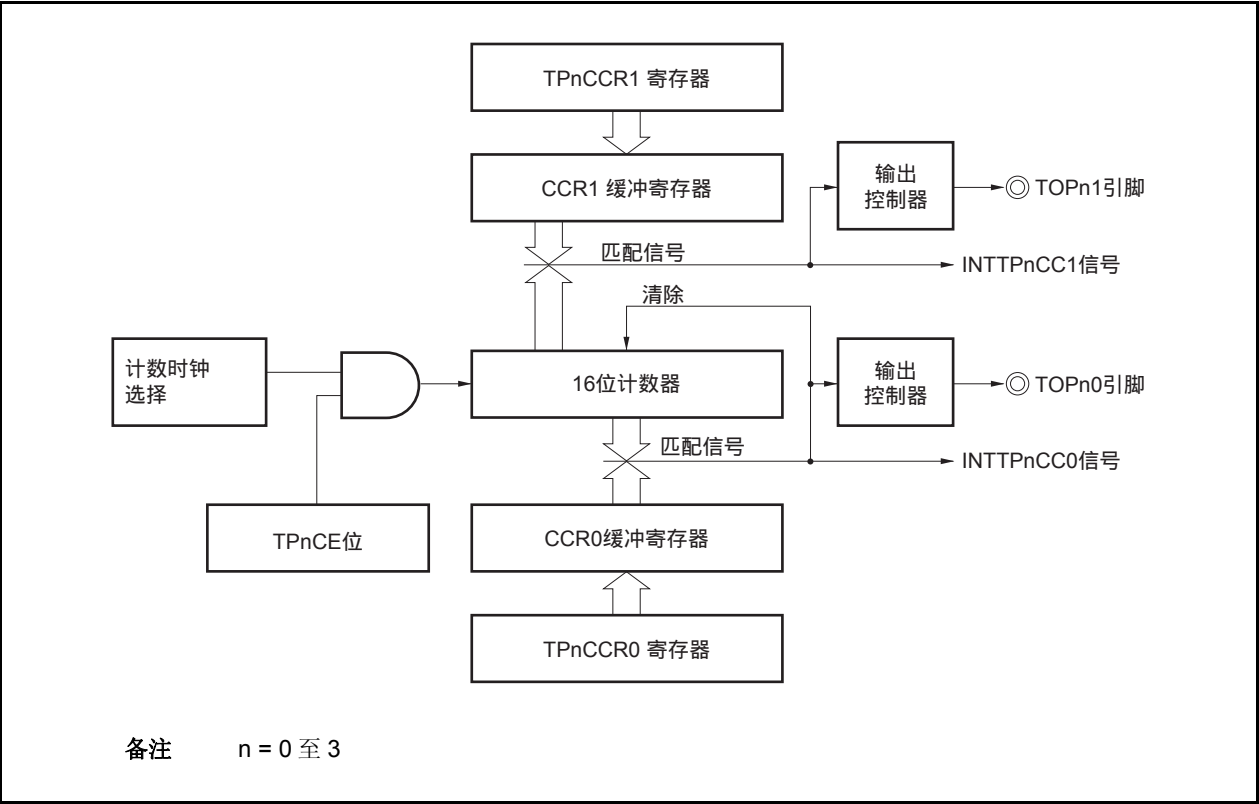 TPnCCR1 寄存器
CCR1 缓冲寄存器
输出
控制器
TOPn1引脚
匹配信号
INTTPnCC1信号
清除
计数时钟
选择
16位计数器
输出
控制器
TOPn0引脚
匹配信号
INTTPnCC0信号
TPnCE位
CCR0缓冲寄存器
TPnCCR0 寄存器
备注 n = 0 至 3